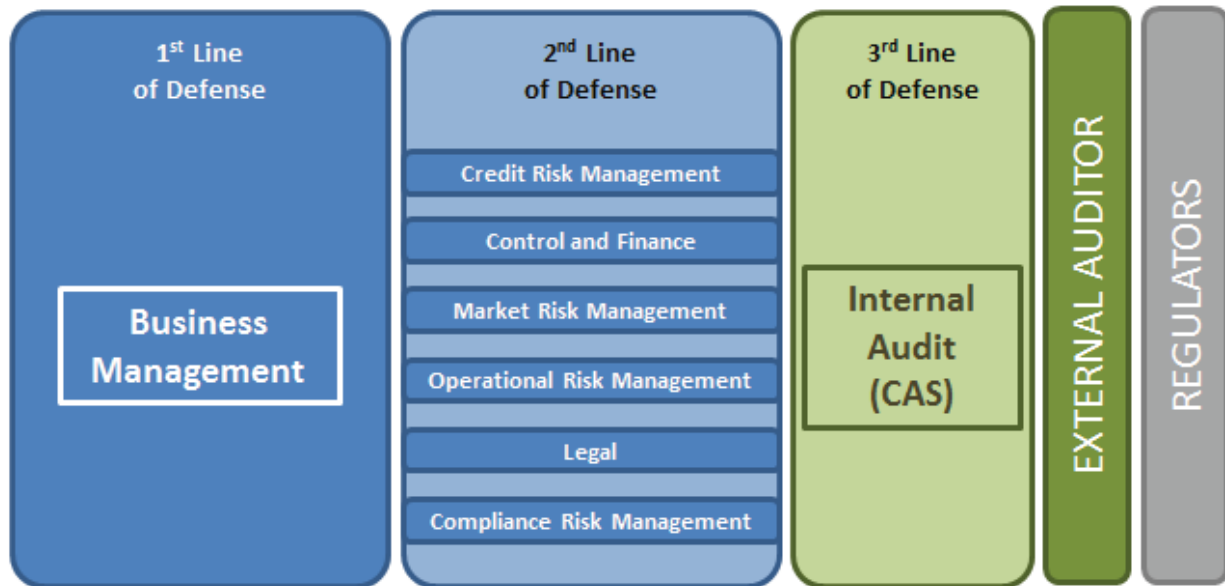 1st Line
of Defense
Business
Management
2nd Line
of Defense
Credit Risk Management
Control and Finance
Market Risk Management
Operational Risk Management
Legal
Compliance Risk Management
3rd Line
of Defense
Internal
Audit
(CAS)
EXTERNAL AUDITOR
REGULATORS